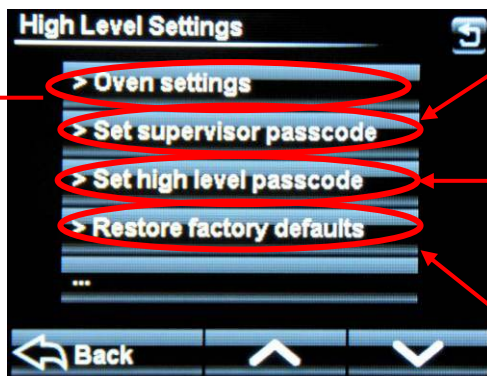 High Level Settings
> Oven settings
> Set supervisor passcode
> Set high level passcode
> Restore factory defaults
...
Back